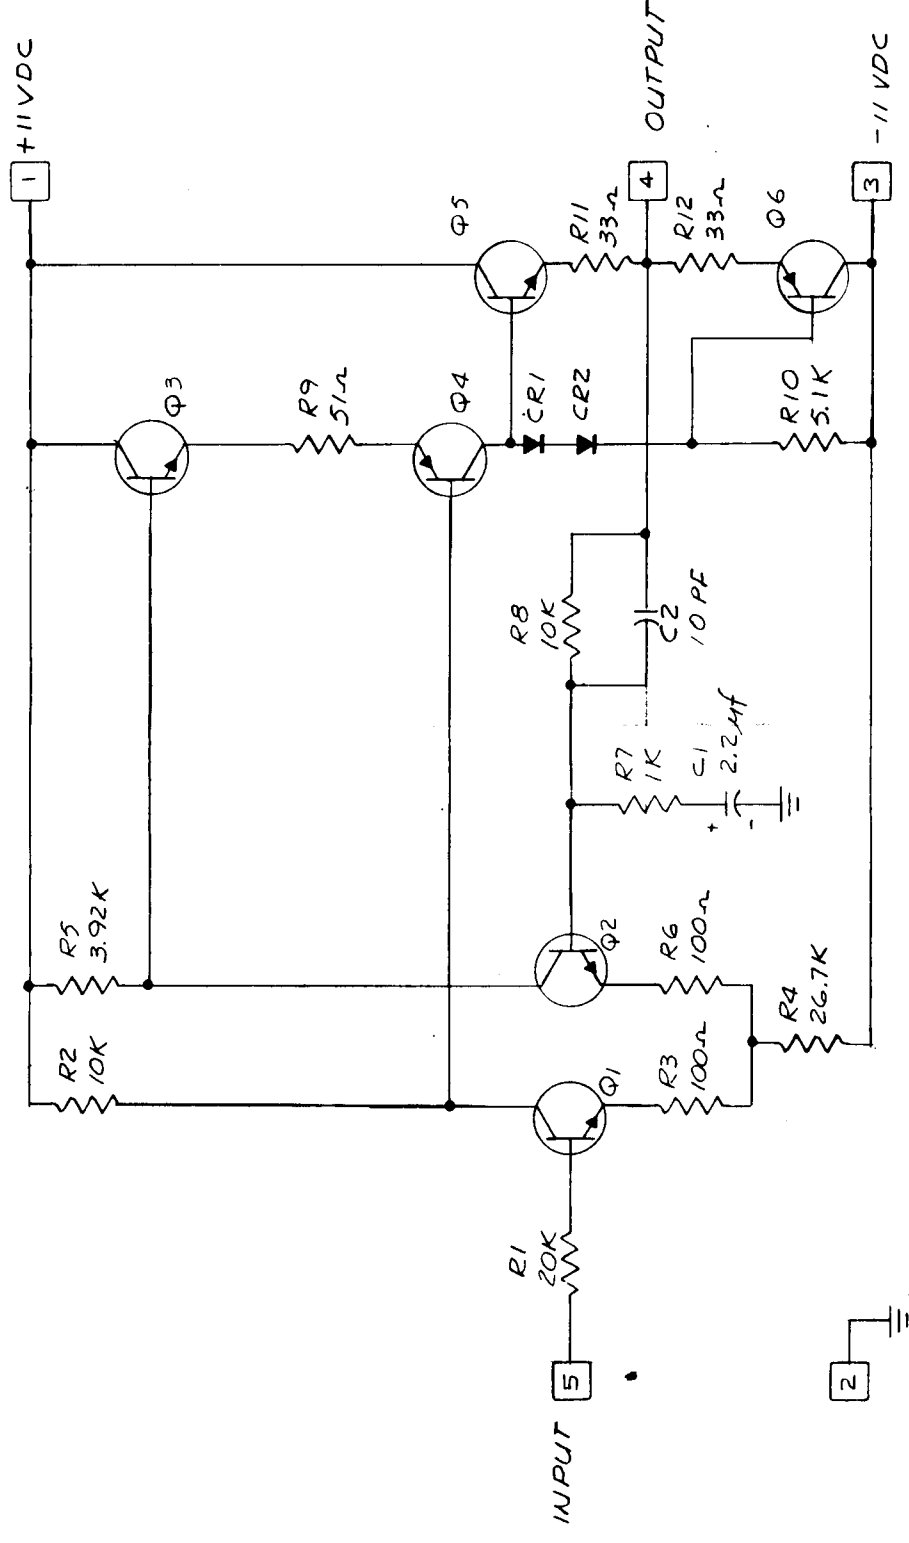 1
+11VDC
R2
10K
R5
3.92K
Q3
R9
51Ω
Q4
Q5
CR1
CR2
R11
33Ω
OUTPUT
4
R12
33Ω
Q6
R10
5.1K
3
-11VDC
R8
10K
C2
10PF
R7
1K
C1
2.2µf
+
-
Q2
R6
100Ω
Q1
R3
100Ω
R4
26.7K
R1
20K
INPUT
5
2